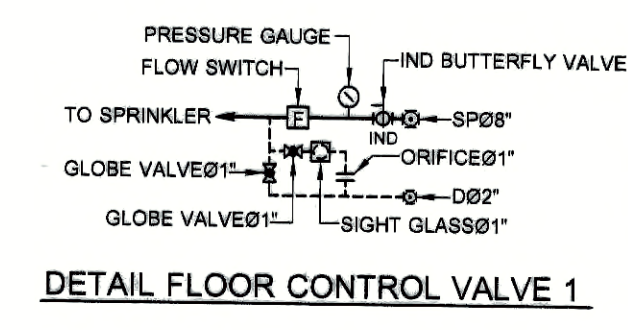 PRESSURE GAUGE
FLOW SWITCH
IND BUTTERFLY VALVE
TO SPRINKLER
F
SPØ8"
IND
ORIFICEØ1"
GLOBE VALVEØ1"
DØ2"
GLOBE VALVEØ1"
SIGHT GLASSØ1"
DETAIL FLOOR CONTROL VALVE 1